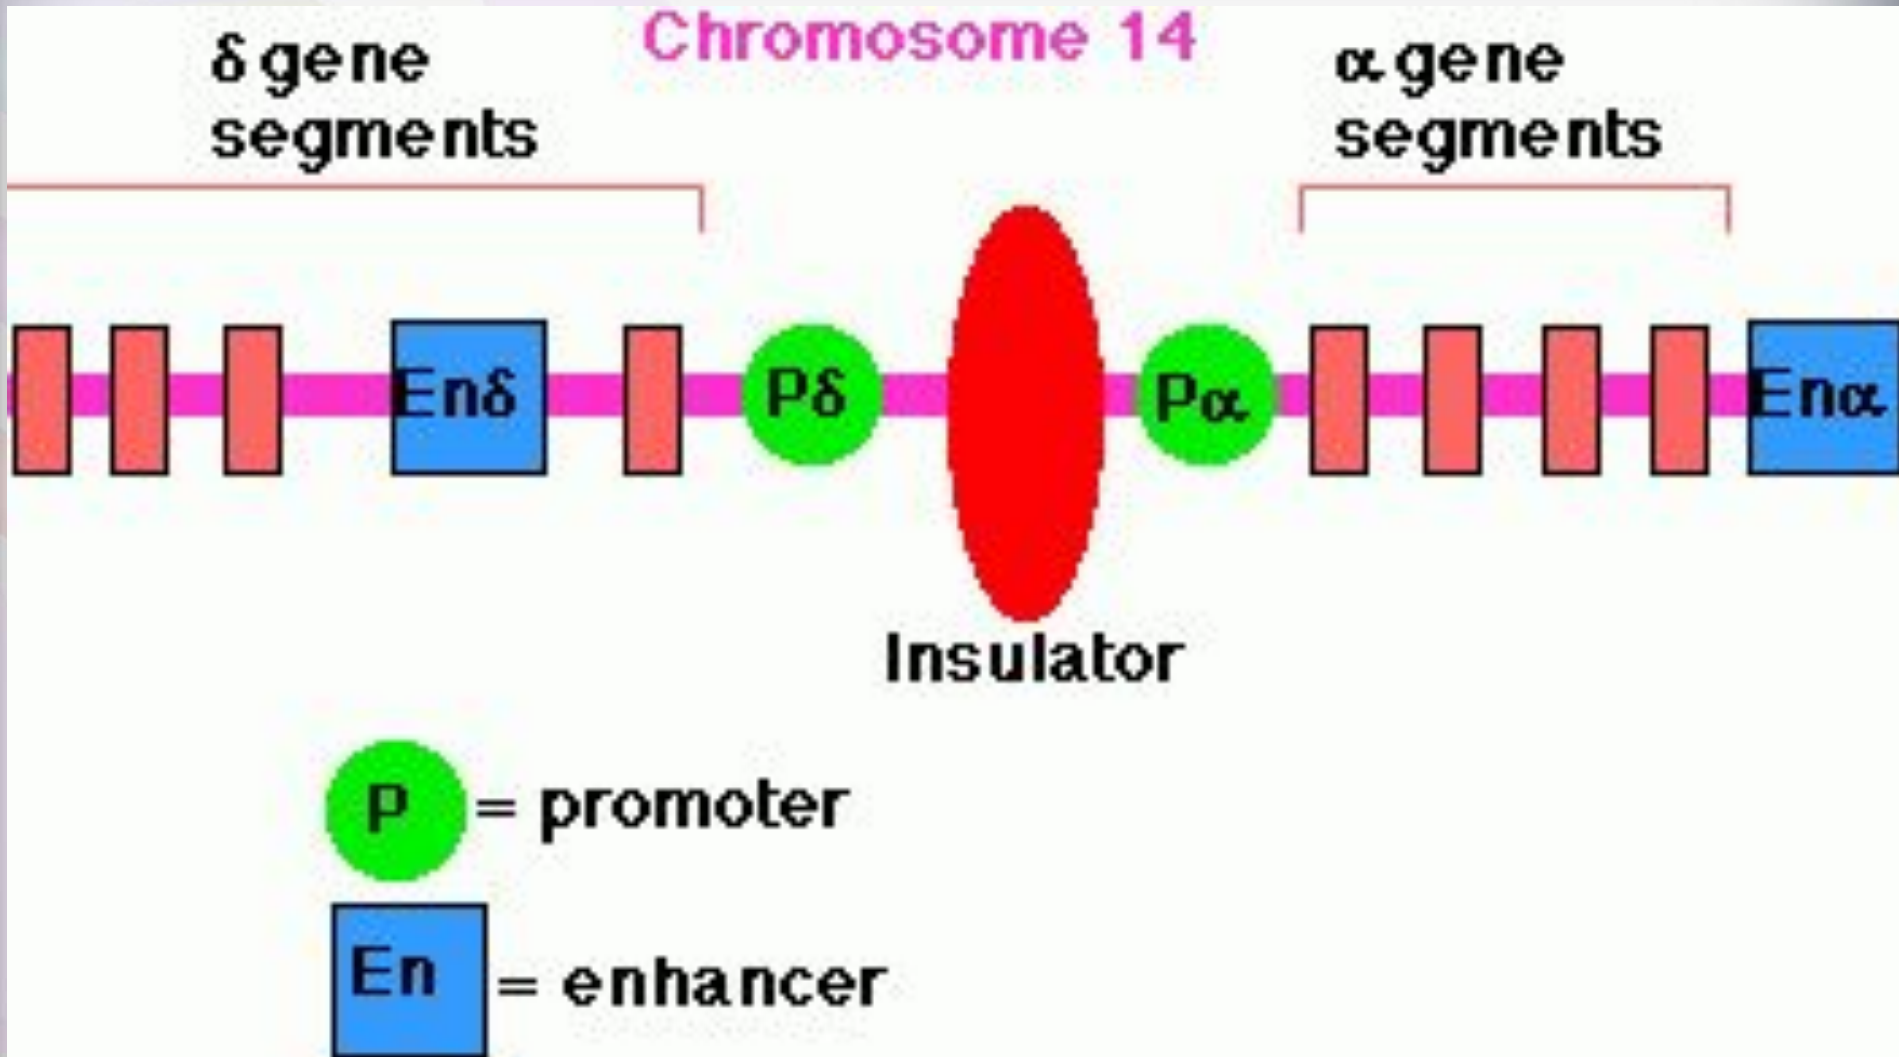 Chromosome 14
δ gene
segments
α gene
segments
Enδ
Pδ
Pα
Enα
Insulator
P = promoter
En = enhancer